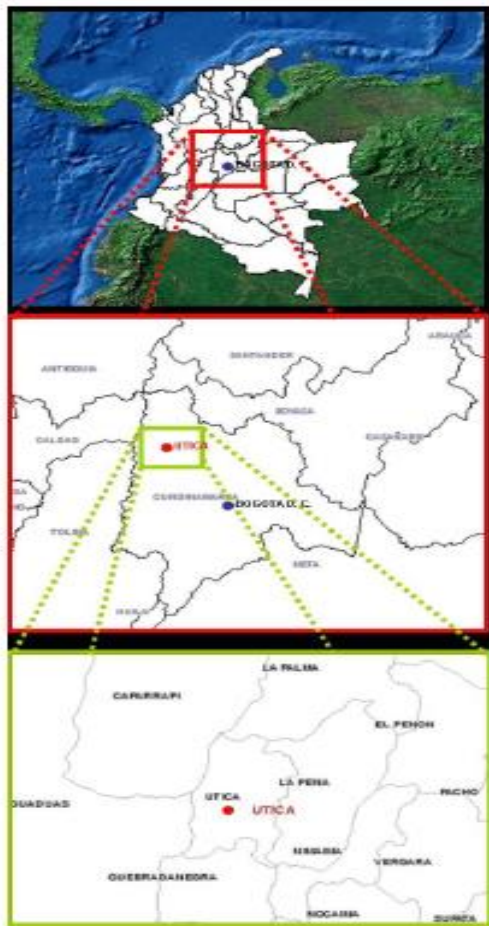 BOGOTA D. C.
SANTANDER
ARAUCA
ANTIOQUIA
BOYACA
CALDAS
CASANARE
UTICA
CUNDINAMARCA
BOGOTA D. C.
TOLIMA
META
HUILA
LA PALMA
CAPARRAPI
EL PEÑON
LA PEÑA
PACHO
GUADUAS
UTICA
UTICA
NIMAIMA
VERGARA
QUEBRADANEGRA
NOCAIMA